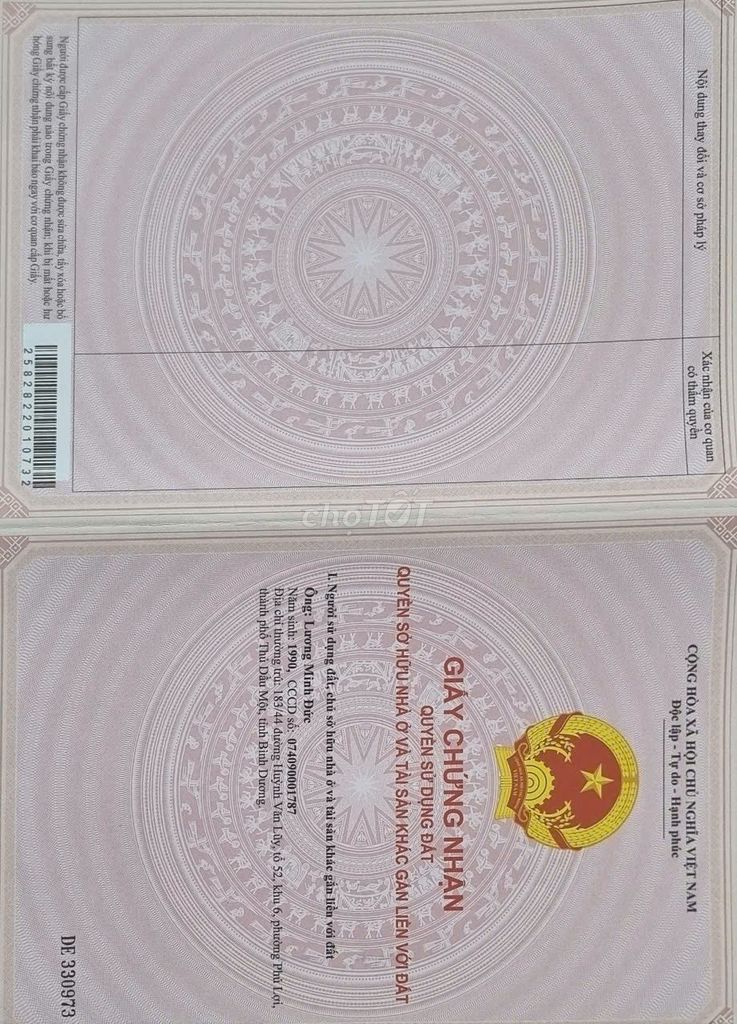 Nội dung thay đổi và cơ sở pháp lý
Xác nhận của cơ quan
có thẩm quyền
Người được cấp Giấy chứng nhận không được sửa chữa, tẩy xóa hoặc bổ
sung bất kỳ nội dung nào trong Giấy chứng nhận; khi bị mất hoặc hư
hỏng Giấy chứng nhận phải khai báo ngay với cơ quan cấp Giấy.
2582822010732
choTỐT
CỘNG HÒA XÃ HỘI CHỦ NGHĨA VIỆT NAM
Độc lập - Tự do - Hạnh phúc
VIỆT NAM
GIẤY CHỨNG NHẬN
QUYỀN SỬ DỤNG ĐẤT
QUYỀN SỞ HỮU NHÀ Ở VÀ TÀI SẢN KHÁC GẮN LIỀN VỚI ĐẤT
I. Người sử dụng đất, chủ sở hữu nhà ở và tài sản khác gắn liền với đất
Ông: Lương Minh Đức
Năm sinh: 1990, CCCD số: 074090001787
Địa chỉ thường trú: 183/44 đường Huỳnh Văn Lũy, tổ 52, khu 6, phường Phú Lợi,
thành phố Thủ Dầu Một, tỉnh Bình Dương.
DE 330973